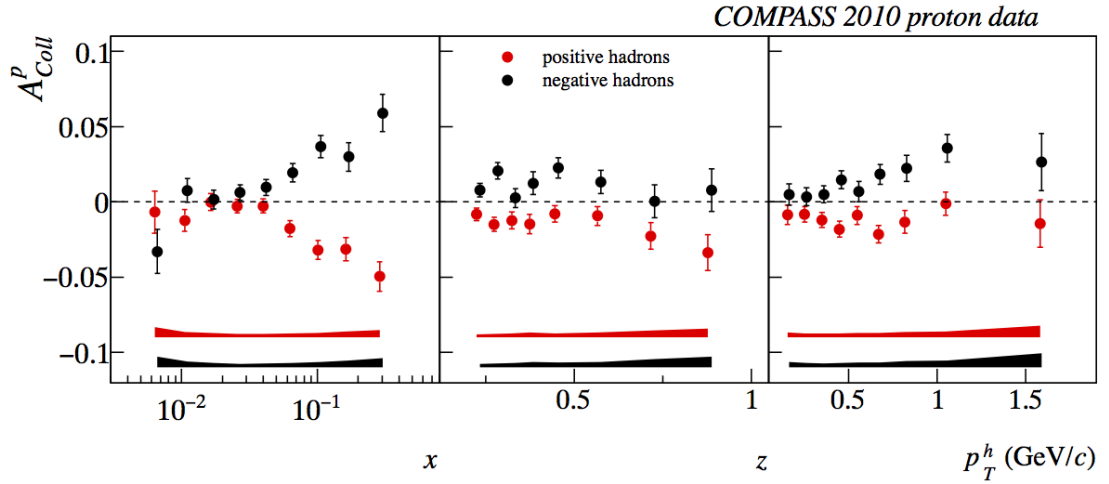 COMPASS 2010 proton data
A^p_Coll
0.1
0.05
0
−0.05
−0.1
positive hadrons
negative hadrons
10^−2 10^−1 0.5 1 0.5 1 1.5
x z p_T^h (GeV/c)